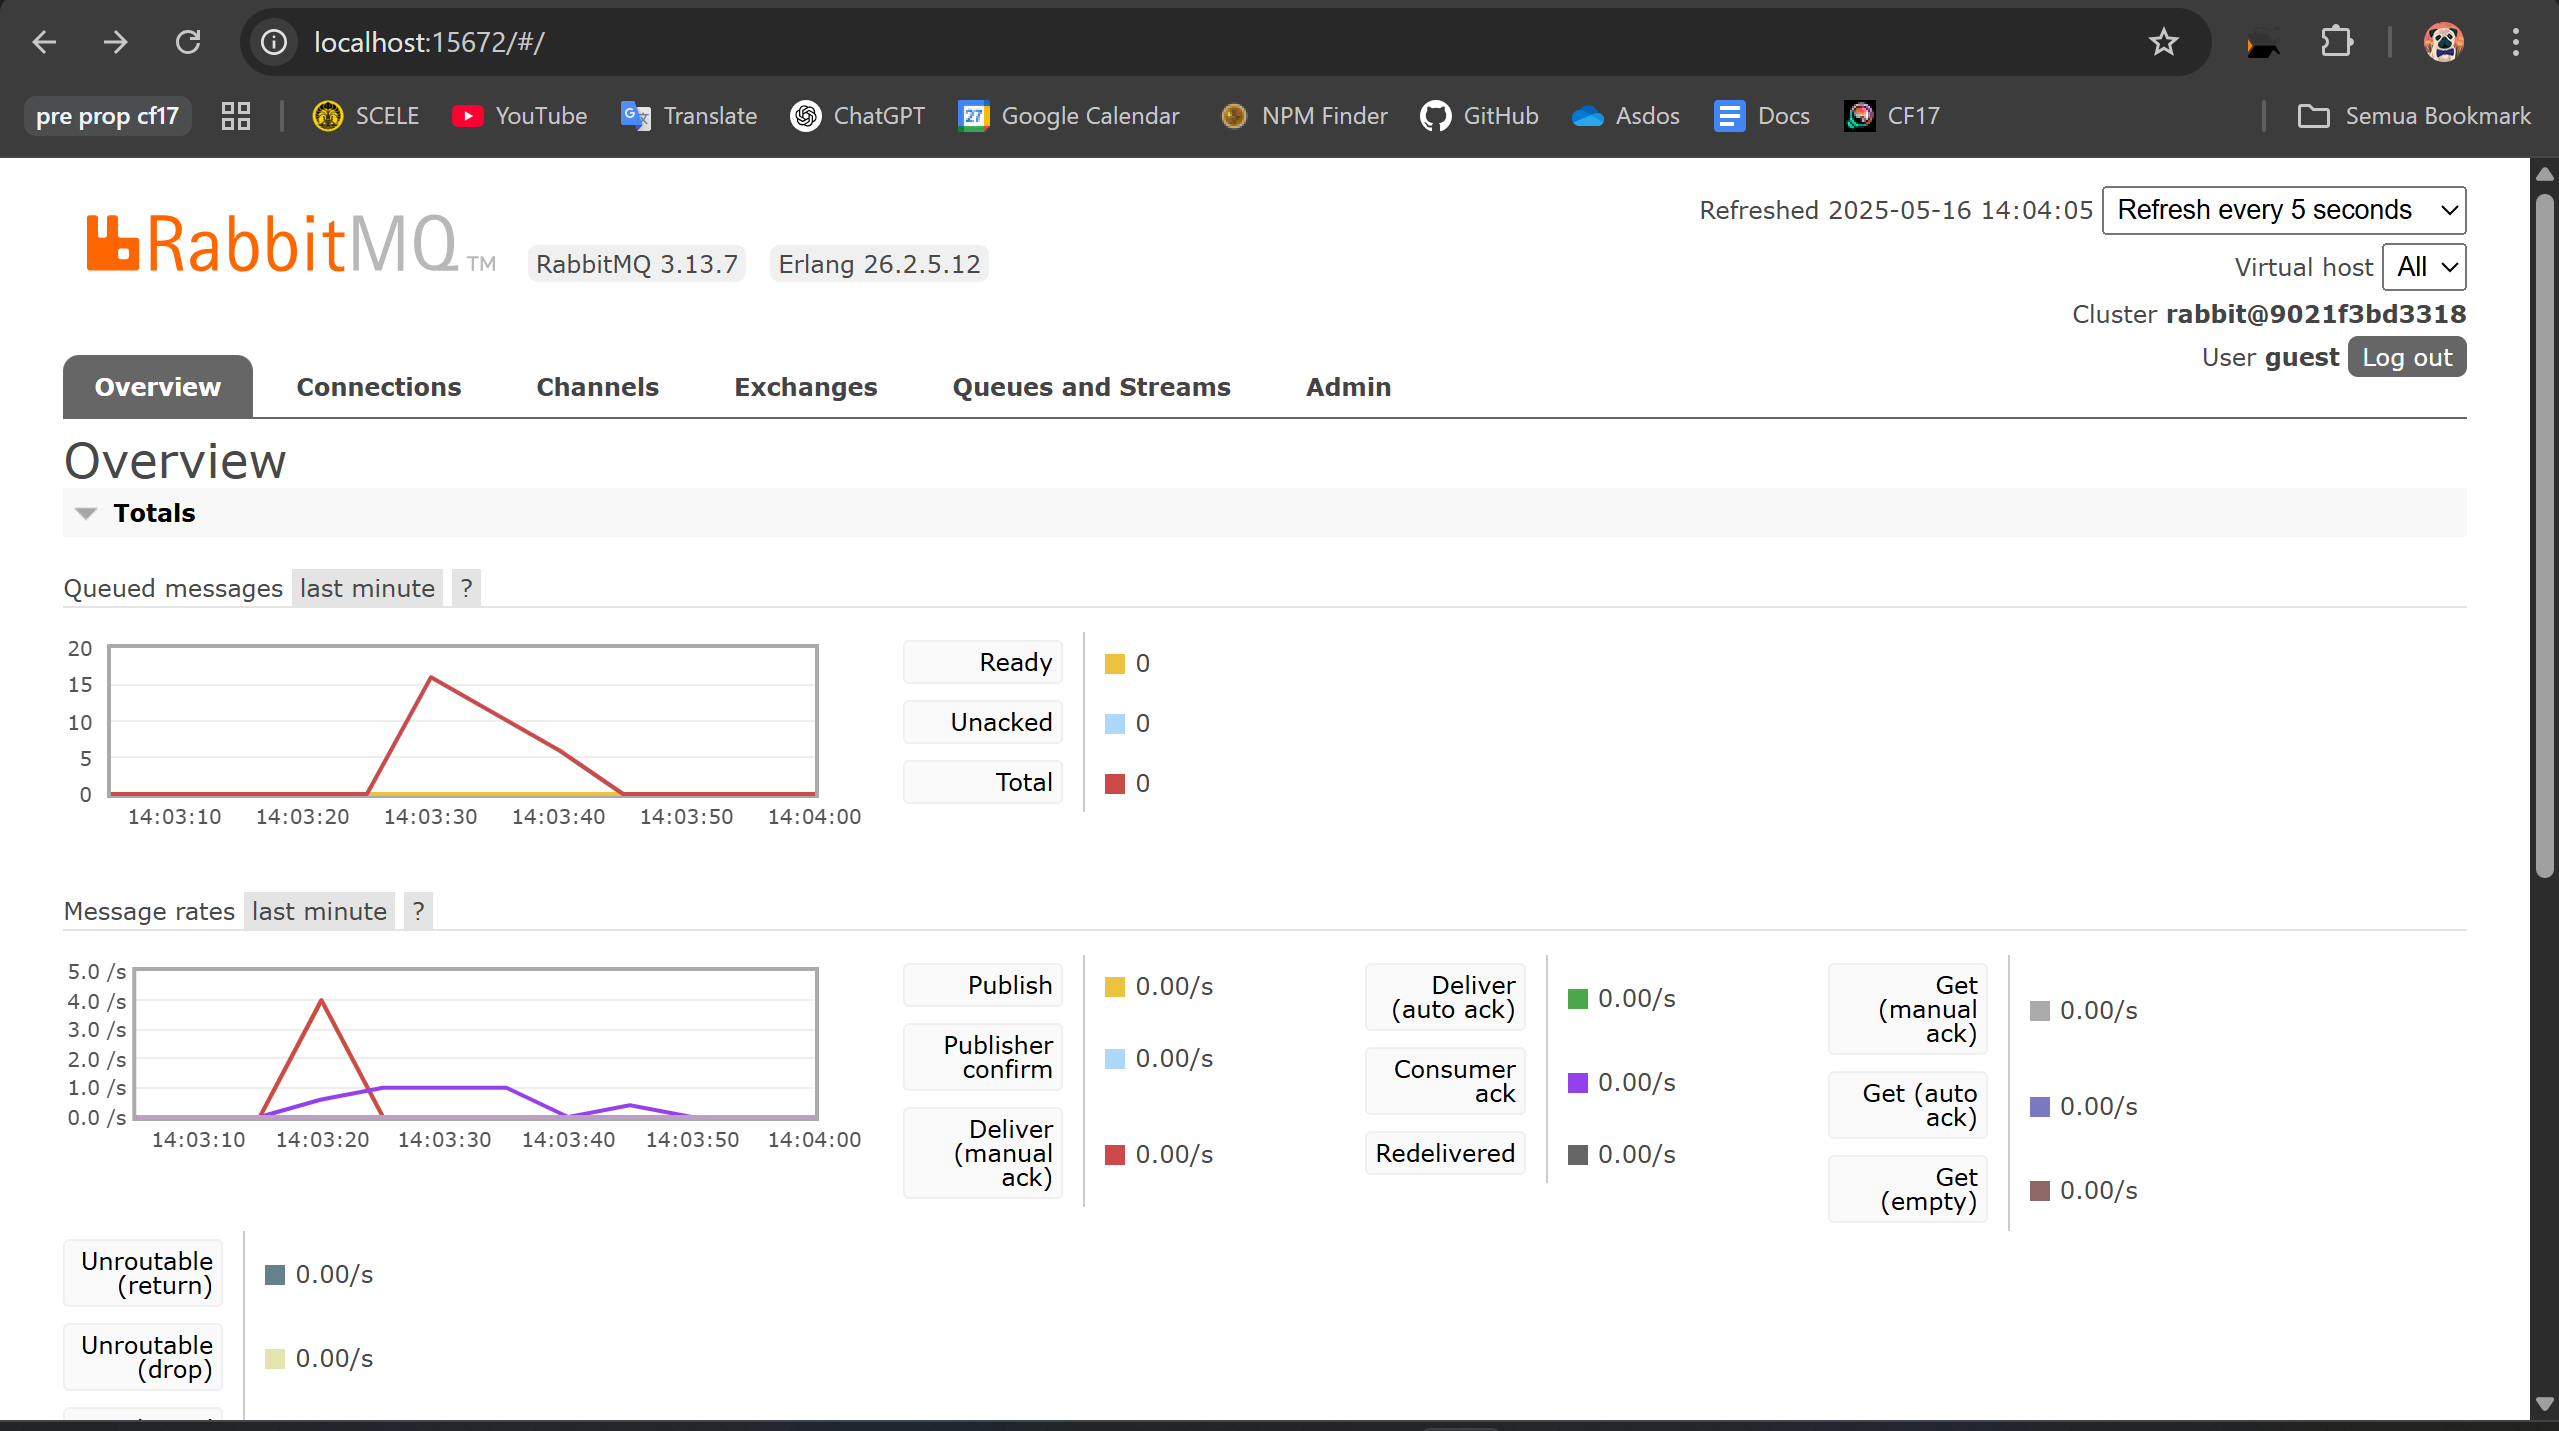 localhost:15672/#/
pre prop cf17 SCELE YouTube Translate ChatGPT Google Calendar NPM Finder GitHub Asdos Docs CF17 Semua Bookmark
RabbitMQ TM RabbitMQ 3.13.7 Erlang 26.2.5.12
Refreshed 2025-05-16 14:04:05 Refresh every 5 seconds
Virtual host All
Cluster rabbit@9021f3bd3318
User guest Log out
Overview Connections Channels Exchanges Queues and Streams Admin
Overview
Totals
Queued messages last minute ?
20
15
10
5
0
14:03:10 14:03:20 14:03:30 14:03:40 14:03:50 14:04:00
Ready 0
Unacked 0
Total 0
Message rates last minute ?
5.0 /s
4.0 /s
3.0 /s
2.0 /s
1.0 /s
0.0 /s
14:03:10 14:03:20 14:03:30 14:03:40 14:03:50 14:04:00
Publish 0.00/s
Publisher
confirm 0.00/s
Deliver
(manual
ack) 0.00/s
Deliver
(auto ack) 0.00/s
Consumer
ack 0.00/s
Redelivered 0.00/s
Get
(manual
ack) 0.00/s
Get (auto
ack) 0.00/s
Get
(empty) 0.00/s
Unroutable
(return) 0.00/s
Unroutable
(drop) 0.00/s